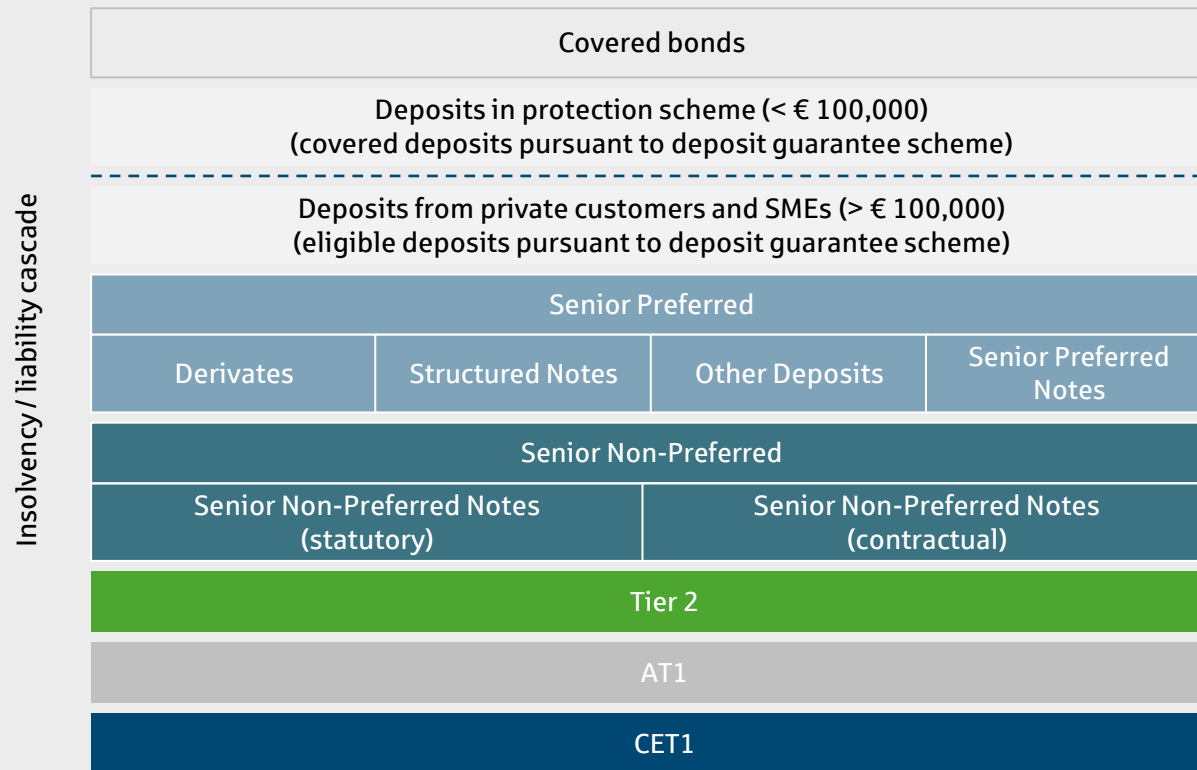 Insolvency / liability cascade
Covered bonds
Deposits in protection scheme (< € 100,000)
(covered deposits pursuant to deposit guarantee scheme)
Deposits from private customers and SMEs (> € 100,000)
(eligible deposits pursuant to deposit guarantee scheme)
Senior Preferred
Derivates
Structured Notes
Other Deposits
Senior Preferred
Notes
Senior Non-Preferred
Senior Non-Preferred Notes
(statutory)
Senior Non-Preferred Notes
(contractual)
Tier 2
AT1
CET1